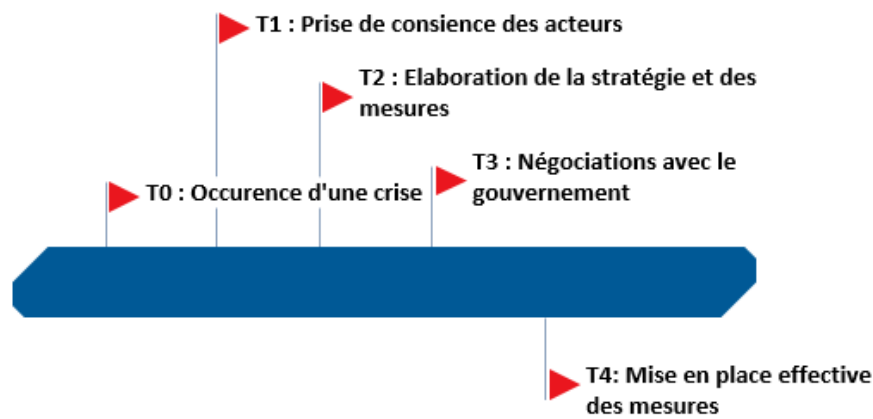 T1 : Prise de consience des acteurs
T2 : Elaboration de la stratégie et des
mesures
T3 : Négociations avec le
gouvernement
T0 : Occurence d'une crise
T4: Mise en place effective
des mesures